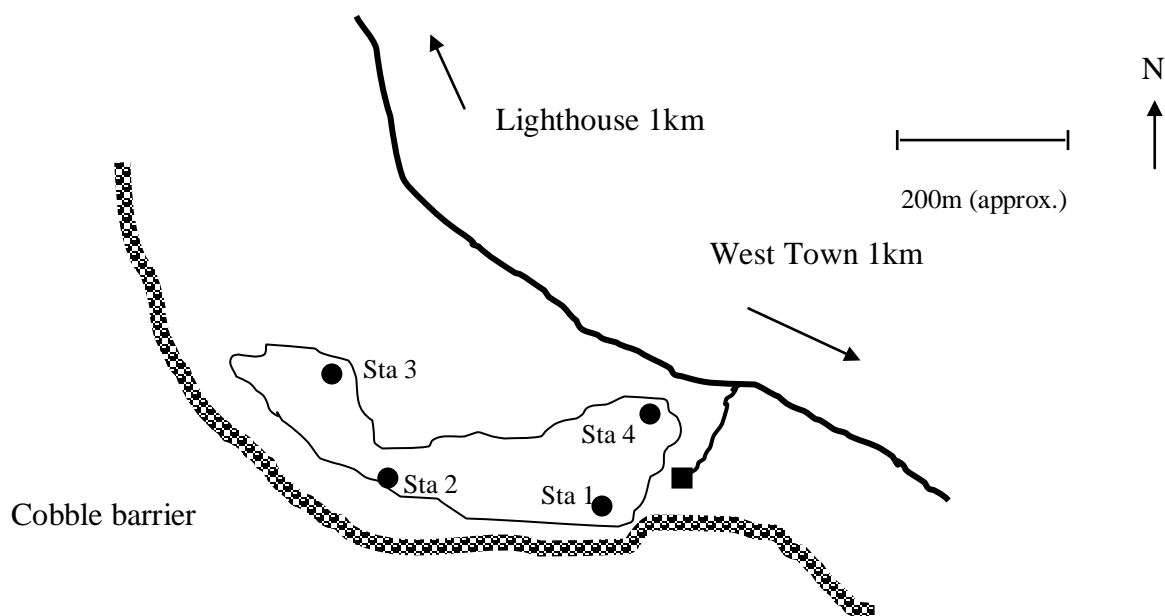 N
Lighthouse 1km
200m (approx.)
West Town 1km
Sta 3
Sta 4
Sta 2
Sta 1
Cobble barrier